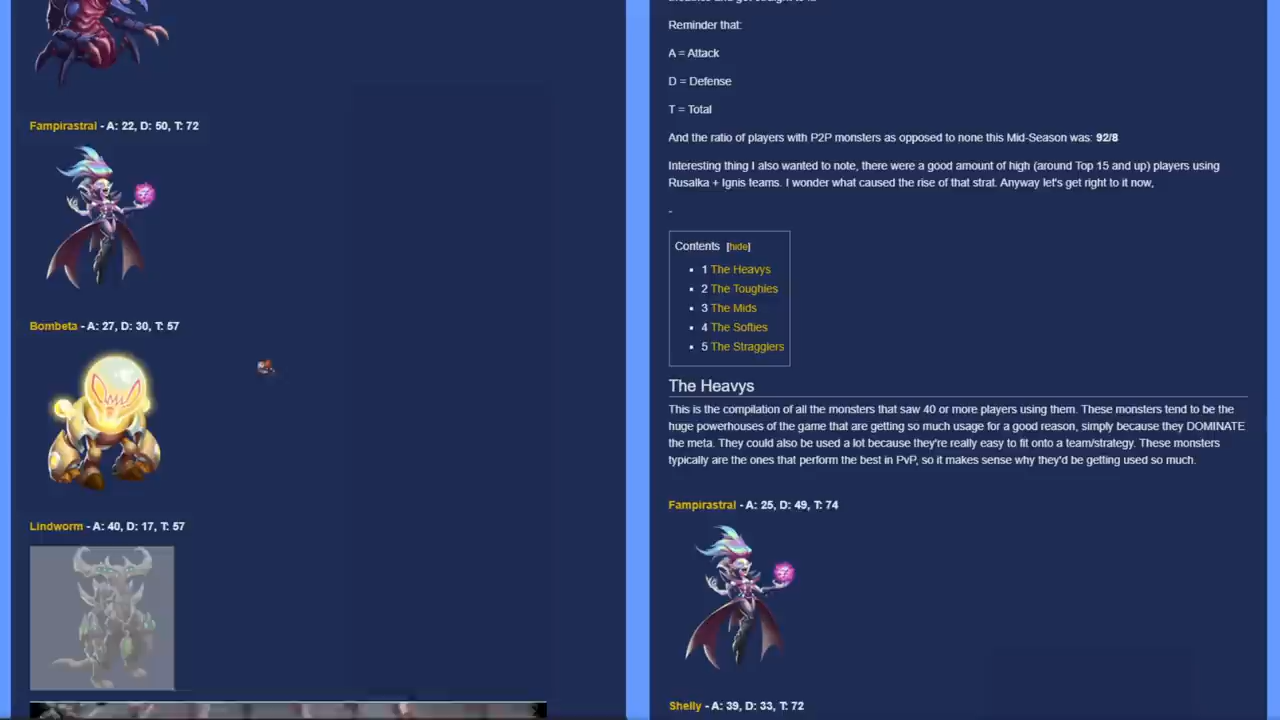 Fampirastral - A: 22, D: 50, T: 72
Bombeta - A: 27, D: 30, T: 57
Lindworm - A: 40, D: 17, T: 57
Reminder that:
A = Attack
D = Defense
T = Total
And the ratio of players with P2P monsters as opposed to none this Mid-Season was: 92/8
Interesting thing I also wanted to note, there were a good amount of high (around Top 15 and up) players using
Rusalka + Ignis teams. I wonder what caused the rise of that strat. Anyway let's get right to it now,
-
Contents [hide]
• 1 The Heavys
• 2 The Toughies
• 3 The Mids
• 4 The Softies
• 5 The Stragglers
The Heavys
This is the compilation of all the monsters that saw 40 or more players using them. These monsters tend to be the
huge powerhouses of the game that are getting so much usage for a good reason, simply because they DOMINATE
the meta. They could also be used a lot because they're really easy to fit onto a team/strategy. These monsters
typically are the ones that perform the best in PvP, so it makes sense why they'd be getting used so much.
Fampirastral - A: 25, D: 49, T: 74
Shelly - A: 39, D: 33, T: 72